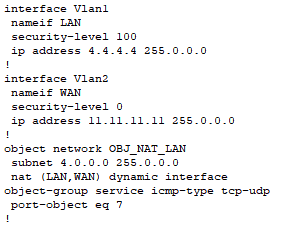 interface Vlan1
 nameif LAN
 security-level 100
 ip address 4.4.4.4 255.0.0.0
!
interface Vlan2
 nameif WAN
 security-level 0
 ip address 11.11.11.11 255.0.0.0
!
object network OBJ_NAT_LAN
 subnet 4.0.0.0 255.0.0.0
 nat (LAN,WAN) dynamic interface
object-group service icmp-type tcp-udp
 port-object eq 7
!